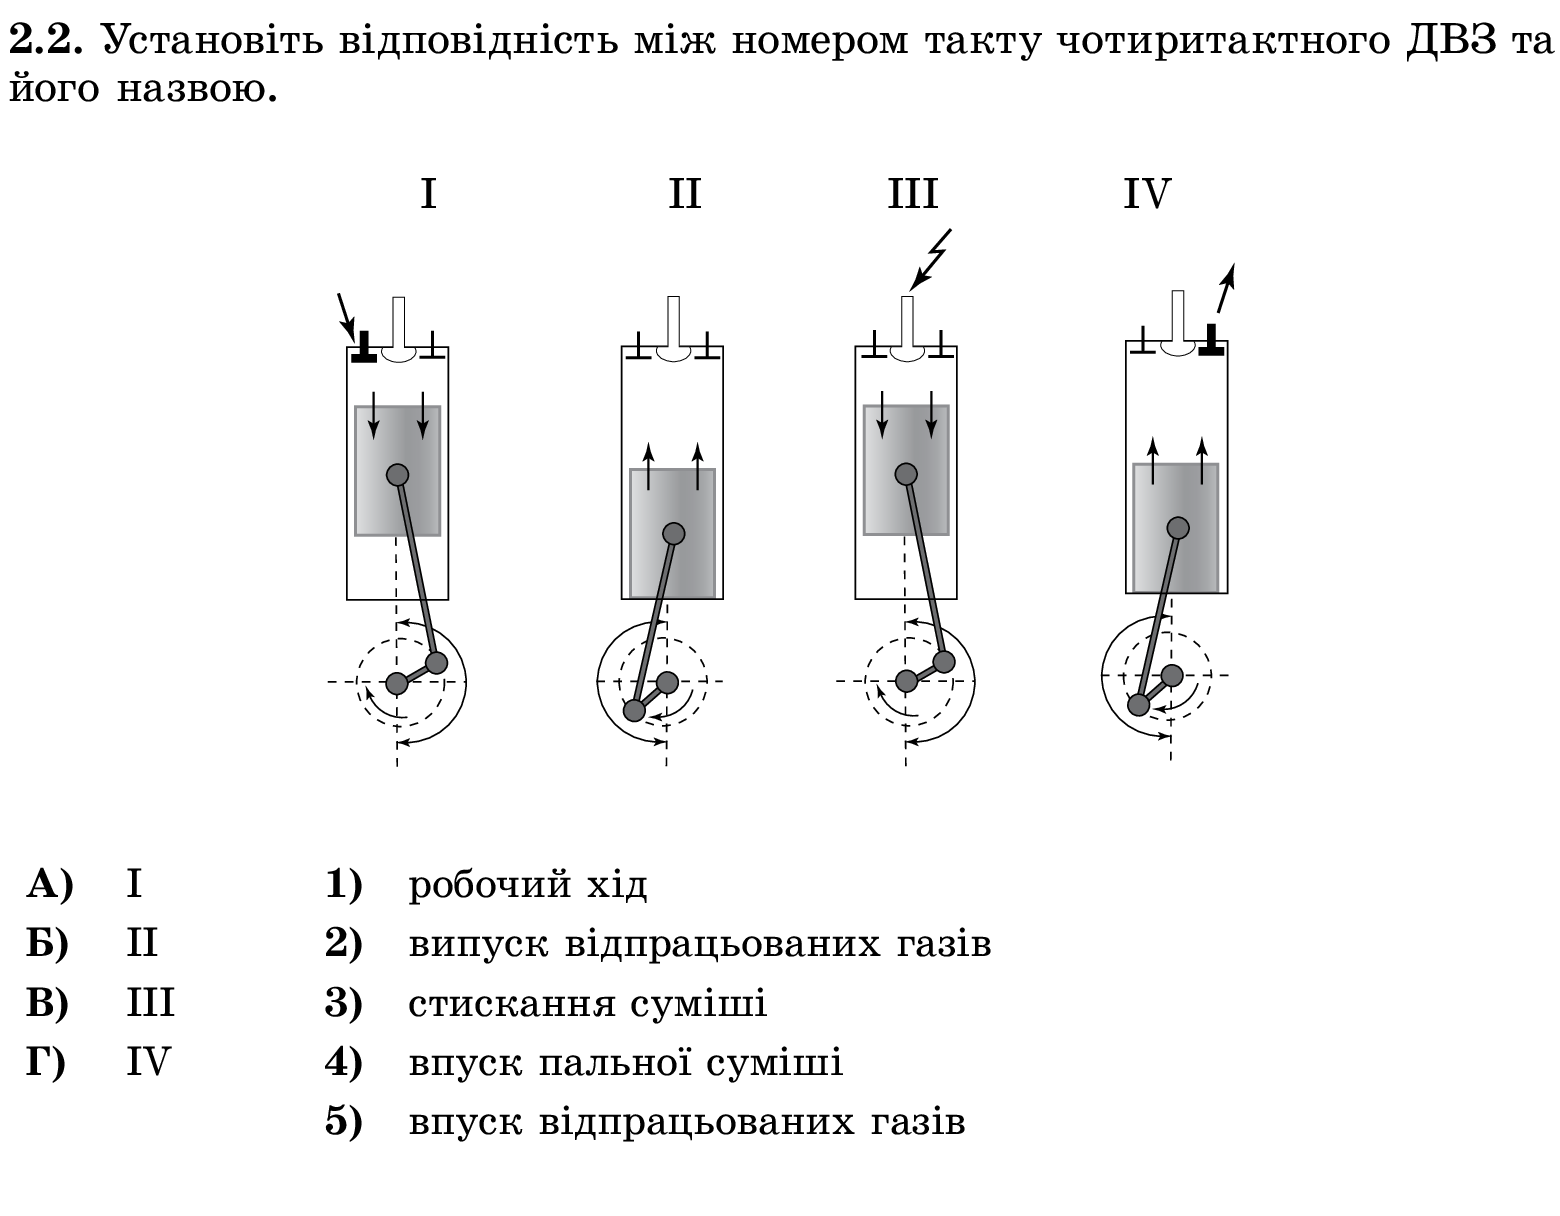 2.2. Установіть відповідність між номером такту чотиритактного ДВЗ та
його назвою.
I II III IV
А) I 1) робочий хід
Б) II 2) випуск відпрацьованих газів
В) III 3) стискання суміші
Г) IV 4) впуск пальної суміші
5) впуск відпрацьованих газів